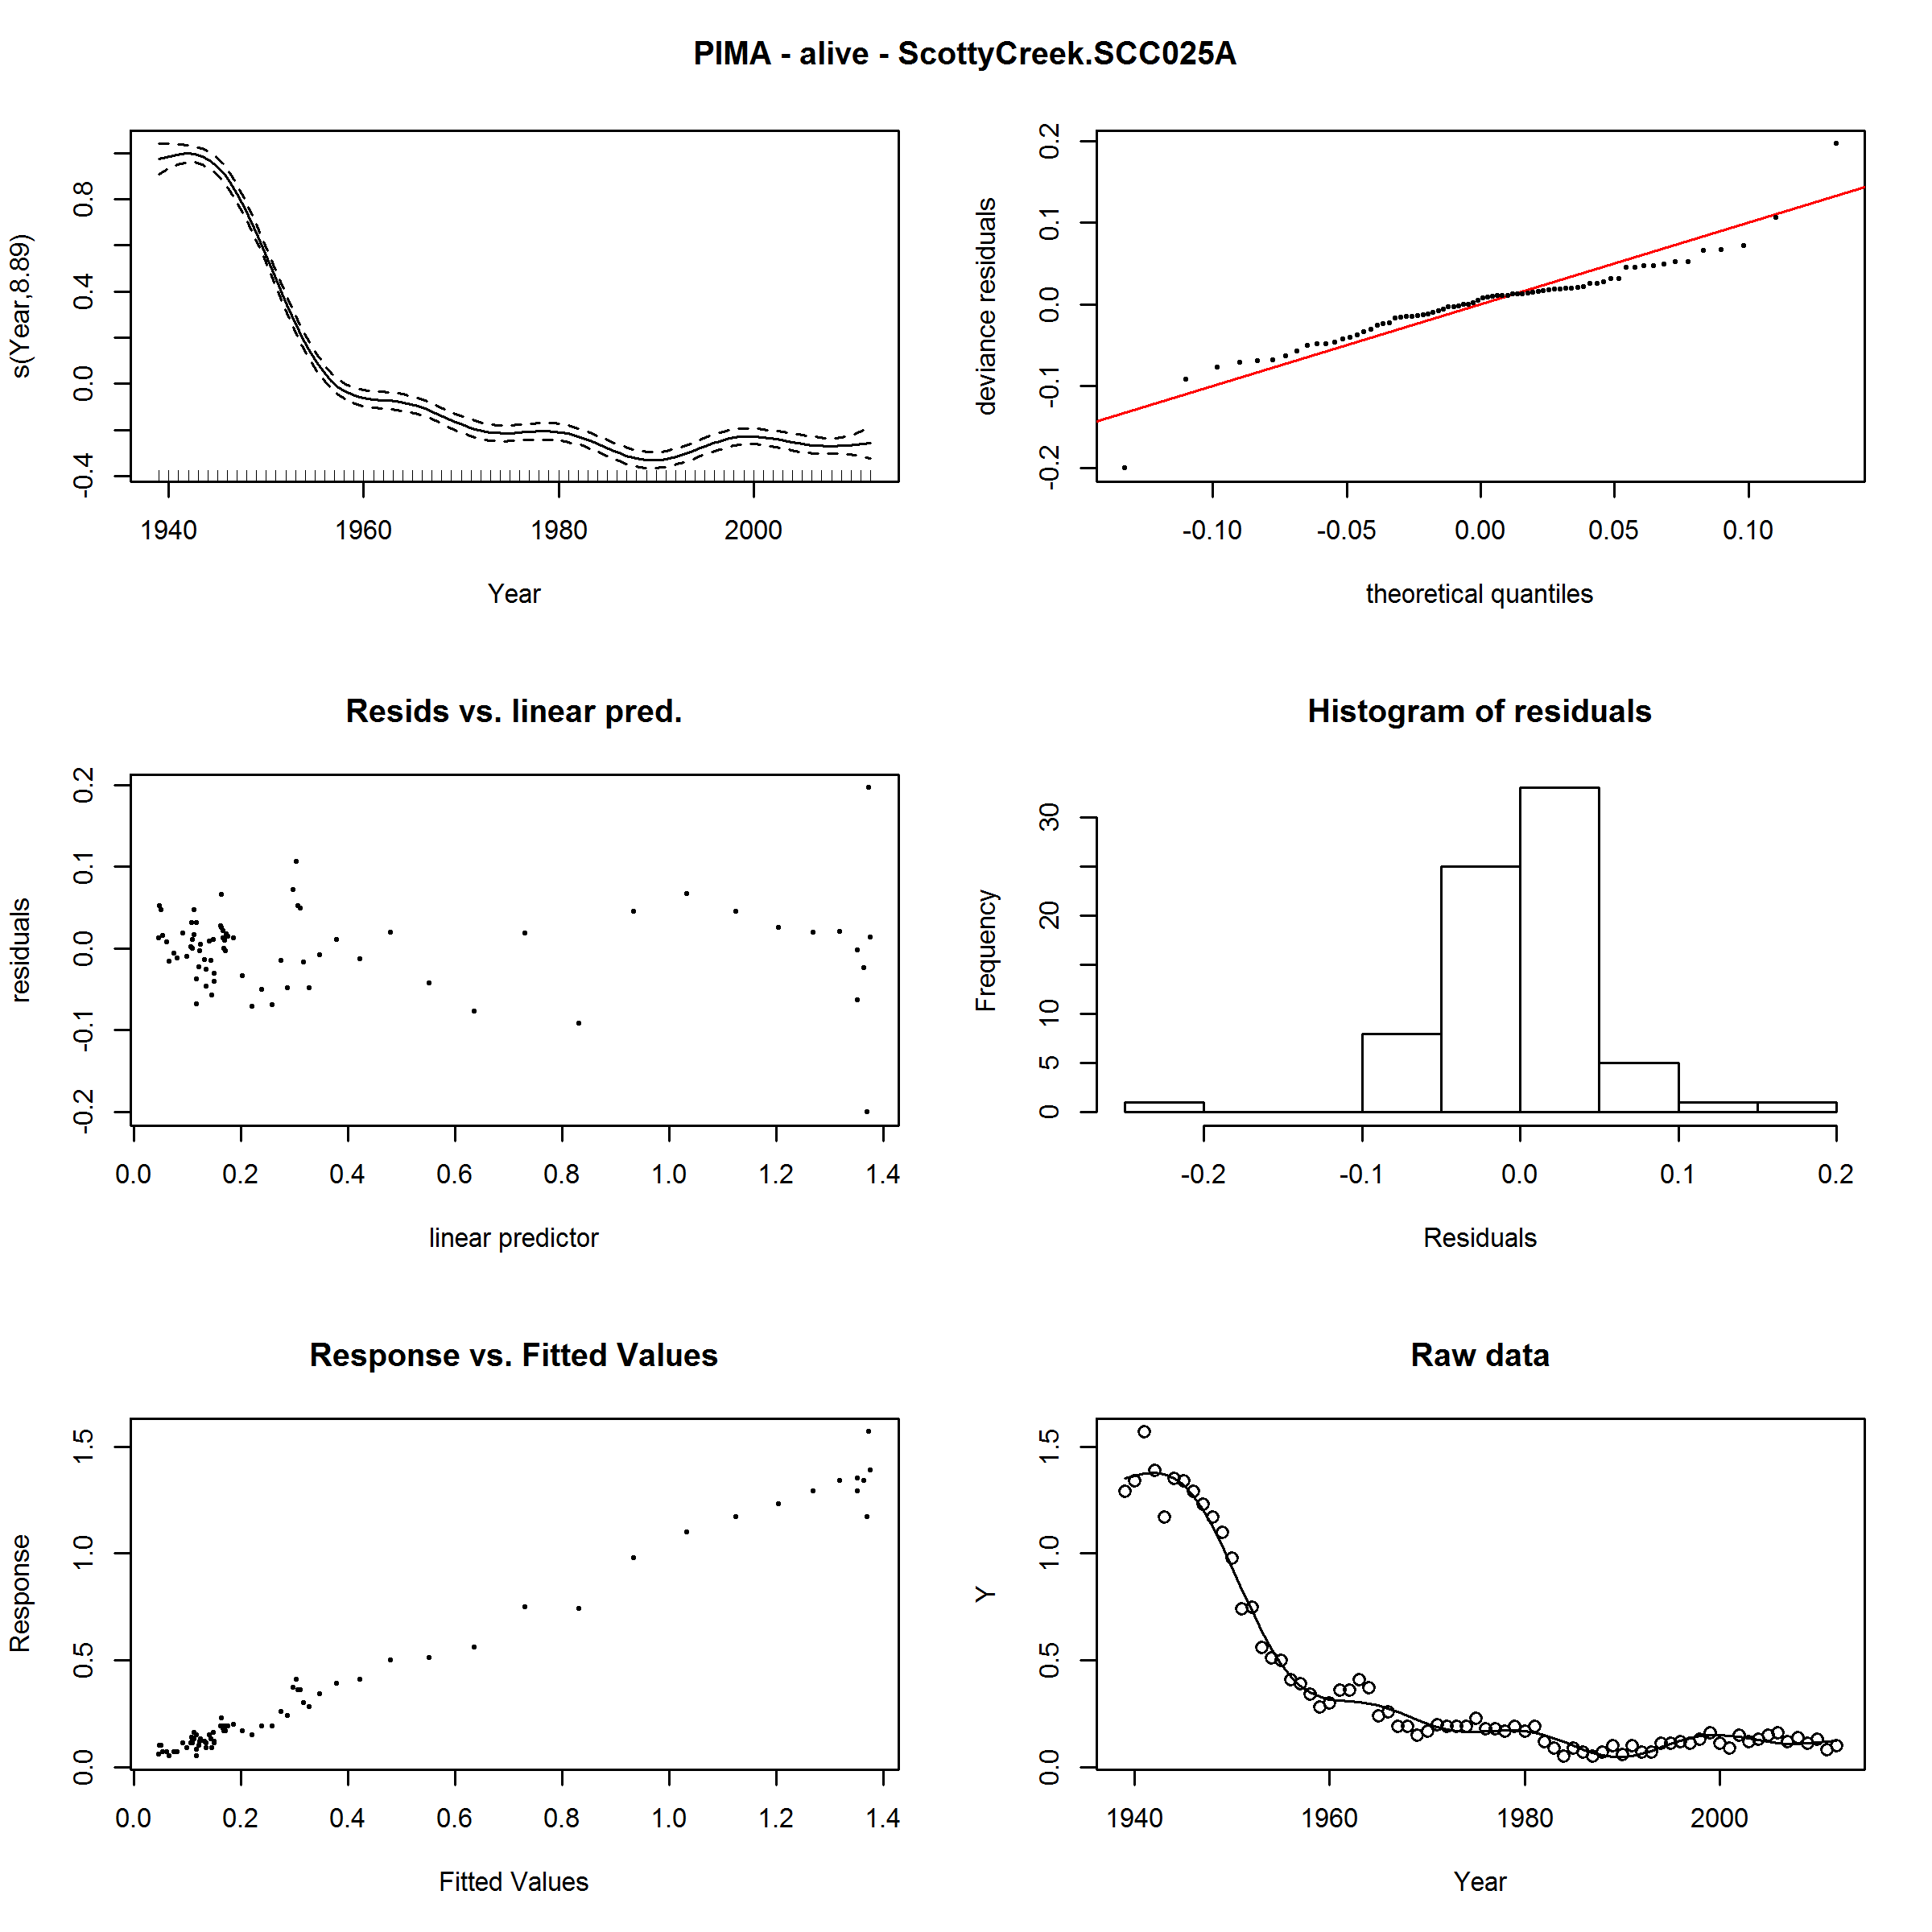 PIMA - alive - ScottyCreek.SCC025A
s(Year,8.89)
-0.4 0.0 0.4 0.8
1940 1960 1980 2000
Year
deviance residuals
-0.2 -0.1 0.0 0.1 0.2
-0.10 -0.05 0.00 0.05 0.10
theoretical quantiles
Resids vs. linear pred.
residuals
-0.2 -0.1 0.0 0.1 0.2
0.0 0.2 0.4 0.6 0.8 1.0 1.2 1.4
linear predictor
Histogram of residuals
Frequency
0 5 10 20 30
-0.2 -0.1 0.0 0.1 0.2
Residuals
Response vs. Fitted Values
Response
0.0 0.5 1.0 1.5
0.0 0.2 0.4 0.6 0.8 1.0 1.2 1.4
Fitted Values
Raw data
Y
0.0 0.5 1.0 1.5
1940 1960 1980 2000
Year